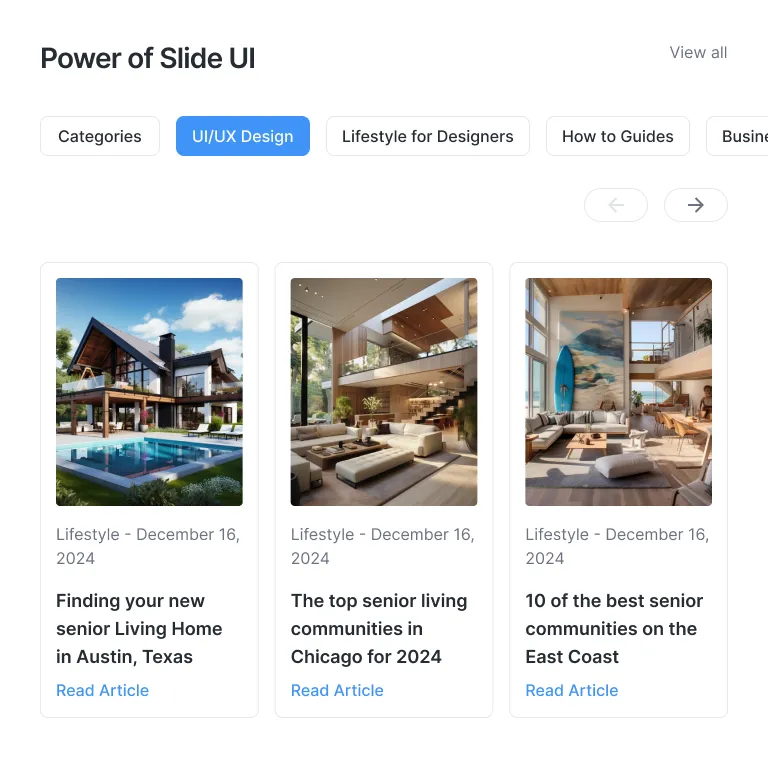 Power of Slide UI
View all
Categories
UI/UX Design
Lifestyle for Designers
How to Guides
Busine
Lifestyle - December 16,
2024
Finding your new
senior Living Home
in Austin, Texas
Read Article
Lifestyle - December 16,
2024
The top senior living
communities in
Chicago for 2024
Read Article
Lifestyle - December 16,
2024
10 of the best senior
communities on the
East Coast
Read Article